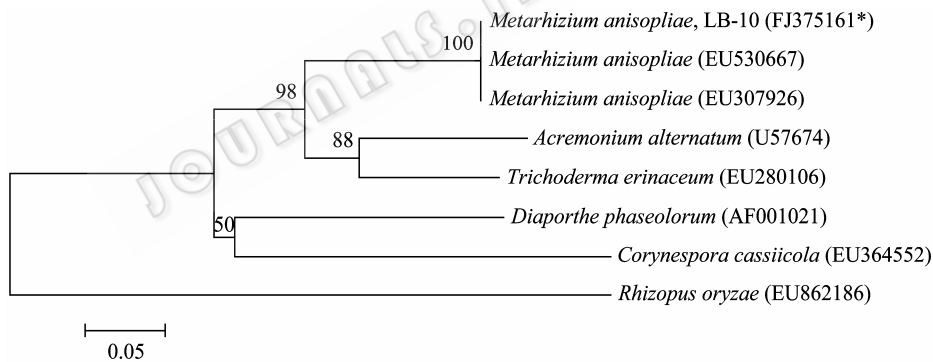 Metarhizium anisopliae, LB-10 (FJ375161*)
100
Metarhizium anisopliae (EU530667)
Metarhizium anisopliae (EU307926)
98
88
Acremonium alternatum (U57674)
Trichoderma erinaceum (EU280106)
Diaporthe phaseolorum (AF001021)
50
Corynespora cassiicola (EU364552)
Rhizopus oryzae (EU862186)
0.05
JOURNALS.